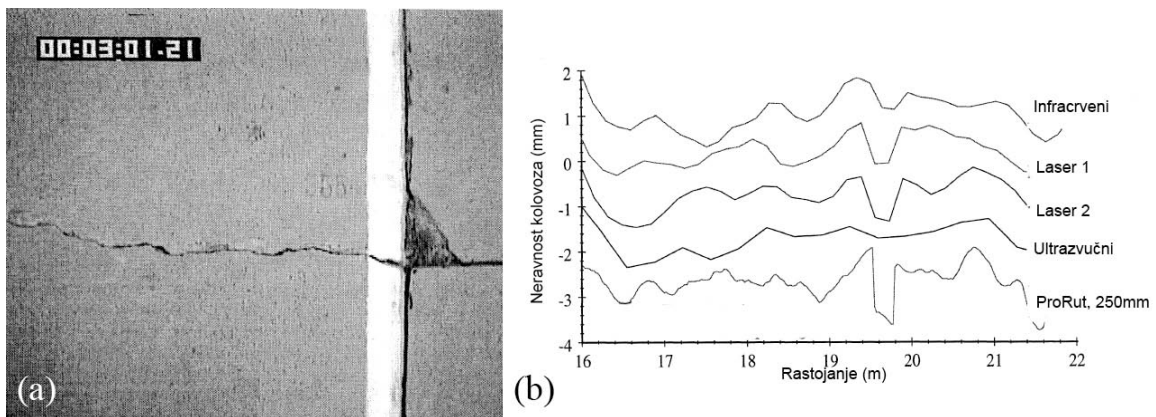 00:03:01.21
(a)
Neravnost kolovoza (mm)
2
1
0
-1
-2
-3
-4
Infracrveni
Laser 1
Laser 2
Ultrazvučni
ProRut, 250mm
16
17
18
19
20
21
22
Rastojanje (m)
(b)